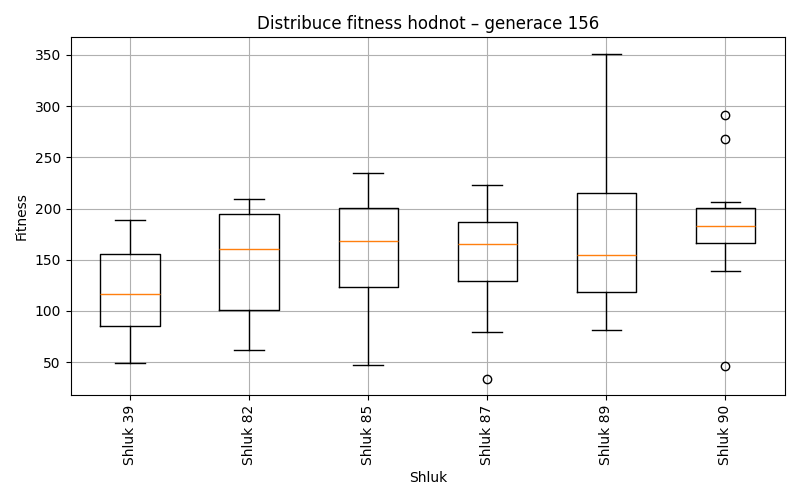 Distribuce fitness hodnot – generace 156
Fitness
350
300
250
200
150
100
50
Shluk 39
Shluk 82
Shluk 85
Shluk 87
Shluk 89
Shluk 90
Shluk